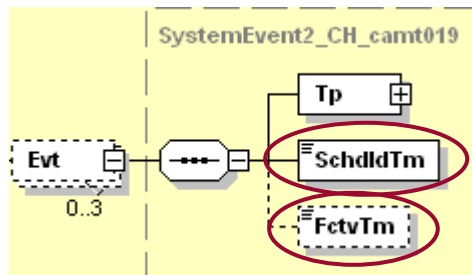 SystemEvent2_CH_camt019
Tp
Evt
SchdldTm
0..3
FctvTm